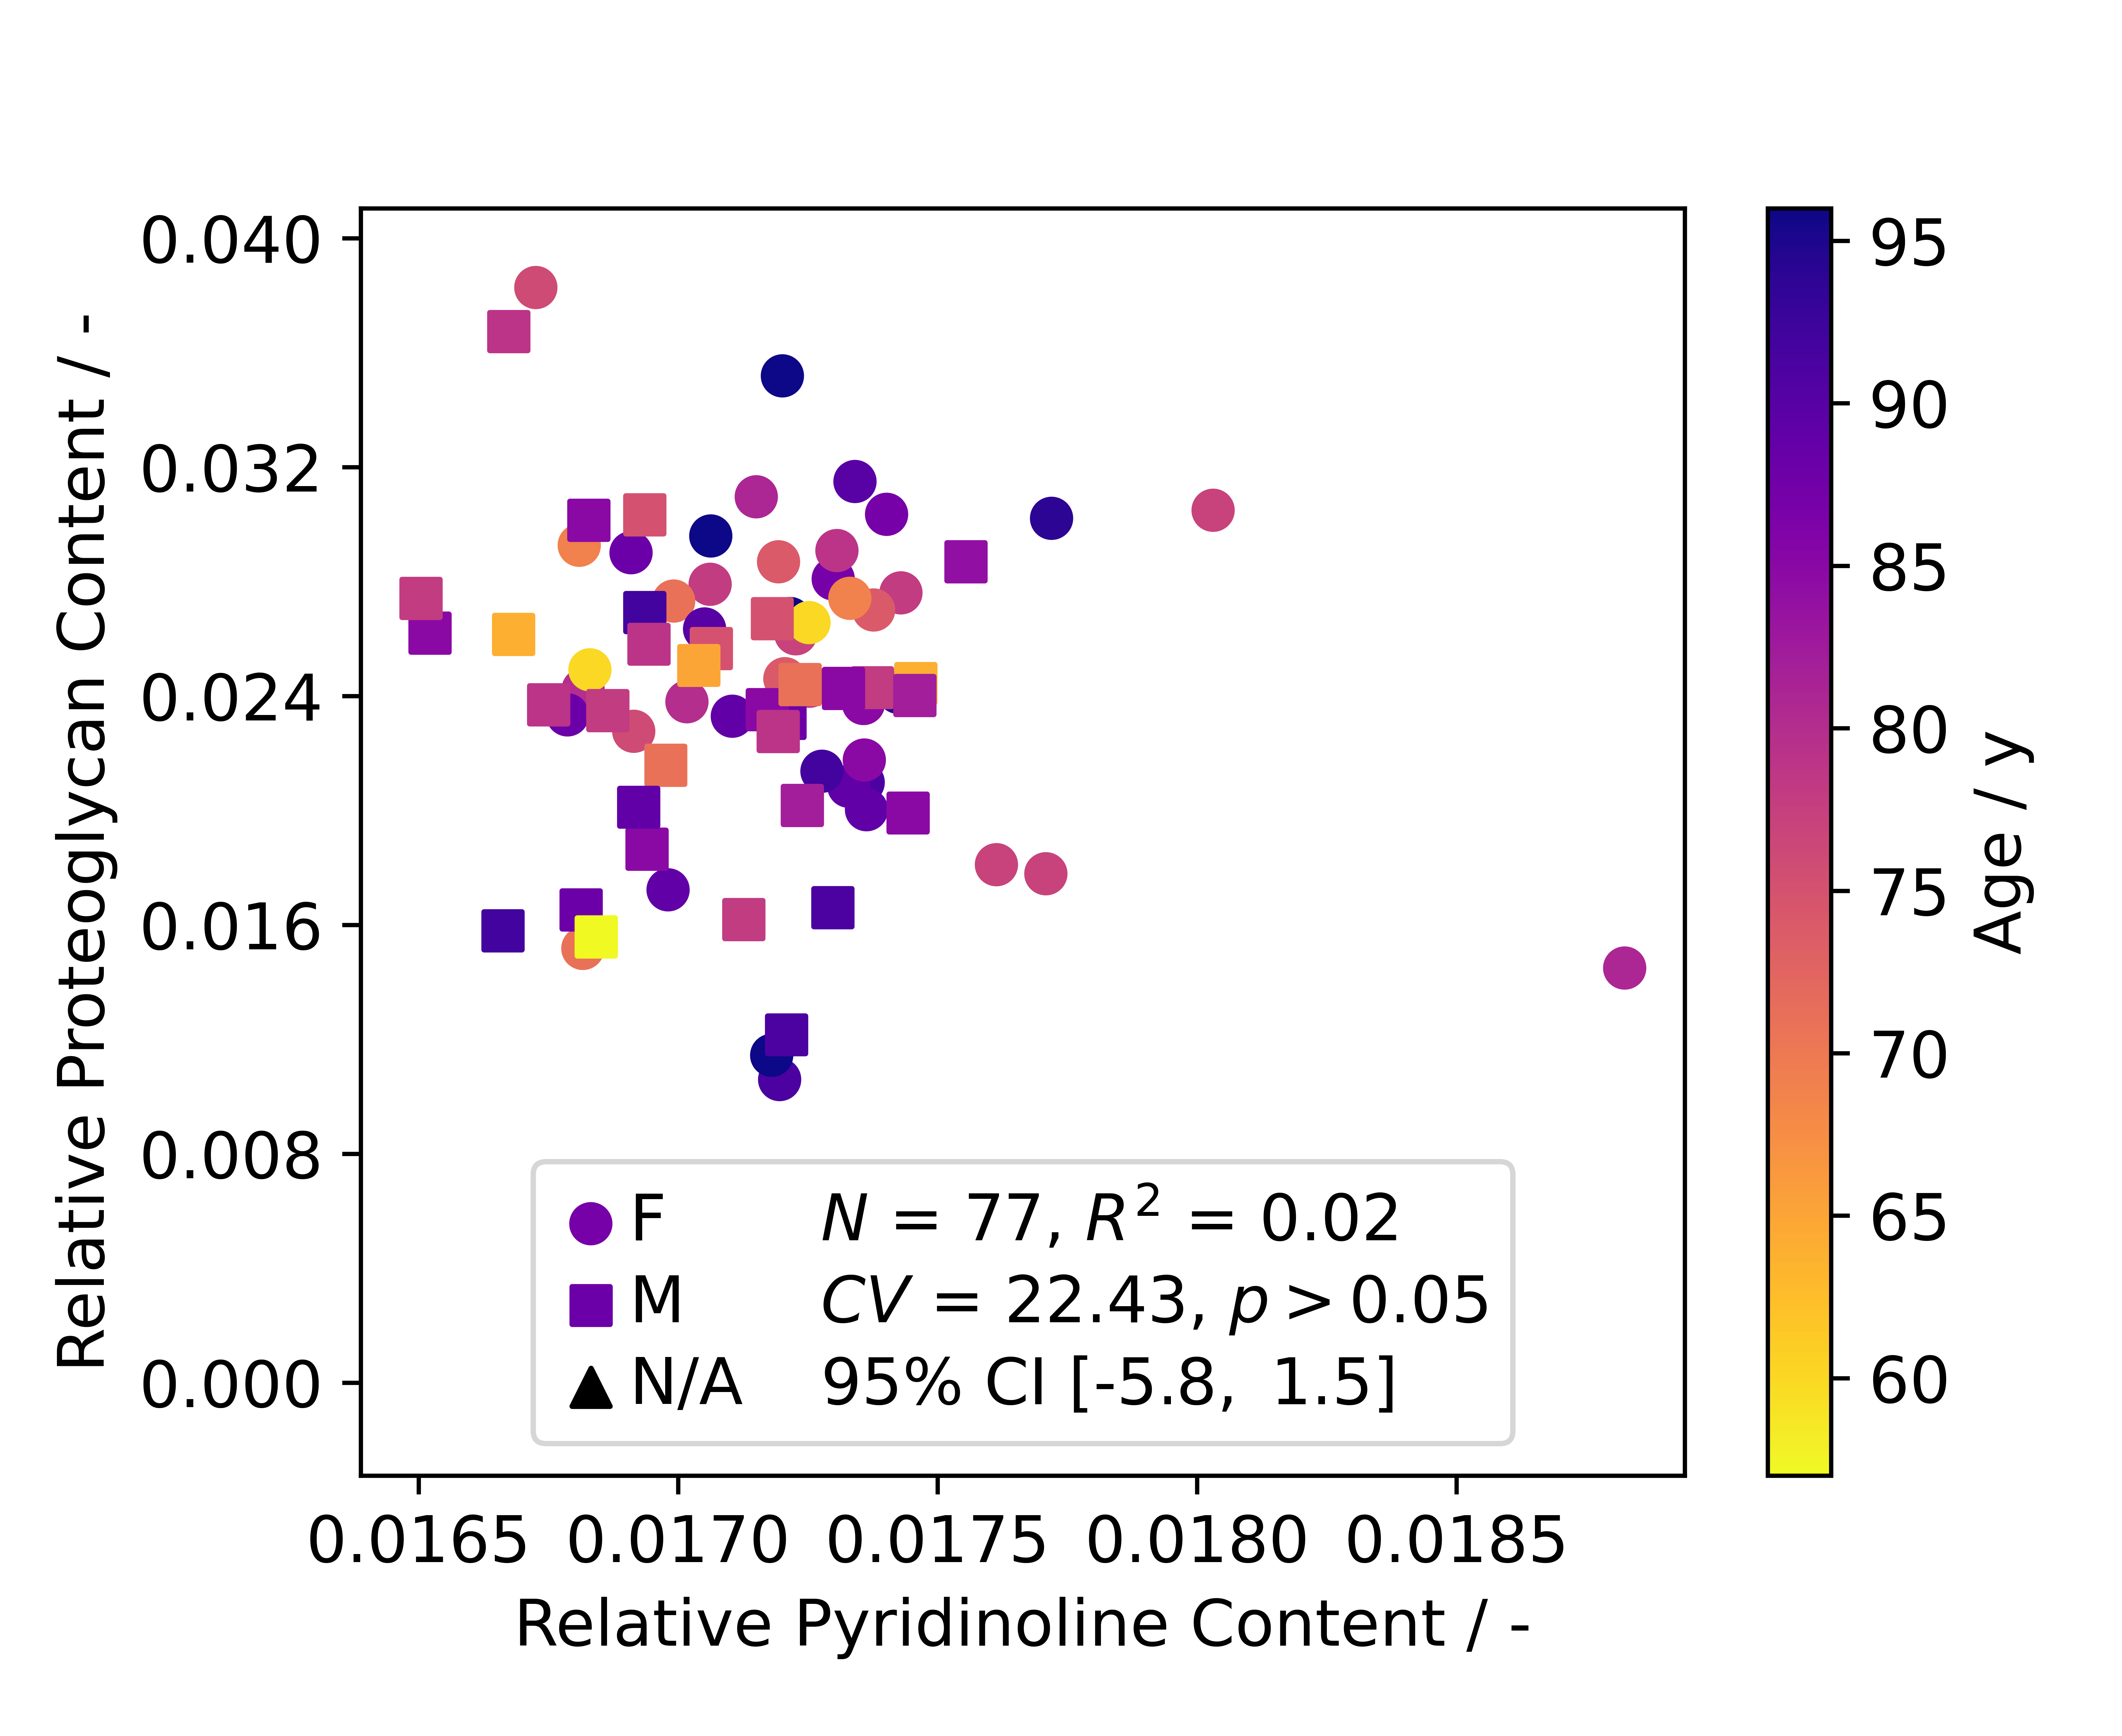 0.040
0.032
0.024
0.016
0.008
0.000
Relative Proteoglycan Content / -
F N = 77, R² = 0.02
M CV = 22.43, p > 0.05
N/A 95% CI [-5.8, 1.5]
0.0165 0.0170 0.0175 0.0180 0.0185
Relative Pyridinoline Content / -
95
90
85
80
75
70
65
60
Age / y